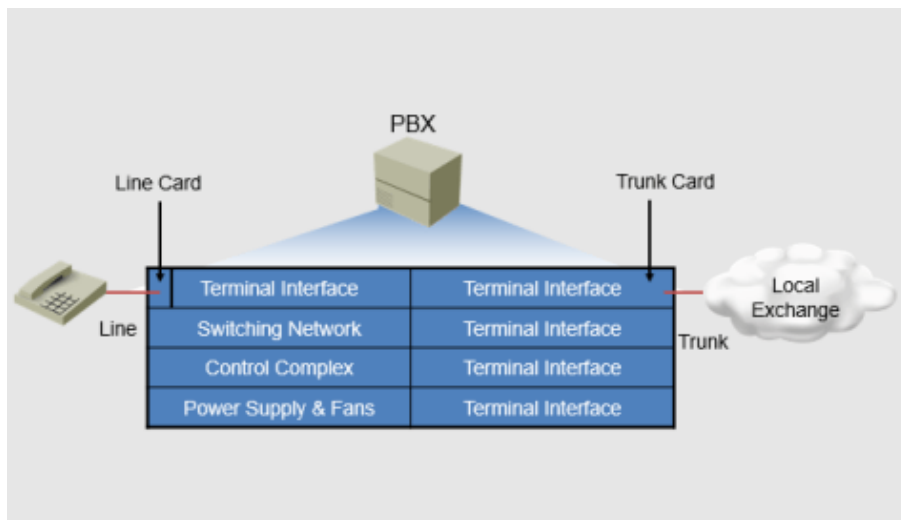 PBX
Line Card
Trunk Card
Terminal Interface
Terminal Interface
Local
Exchange
Line
Switching Network
Terminal Interface
Trunk
Control Complex
Terminal Interface
Power Supply & Fans
Terminal Interface